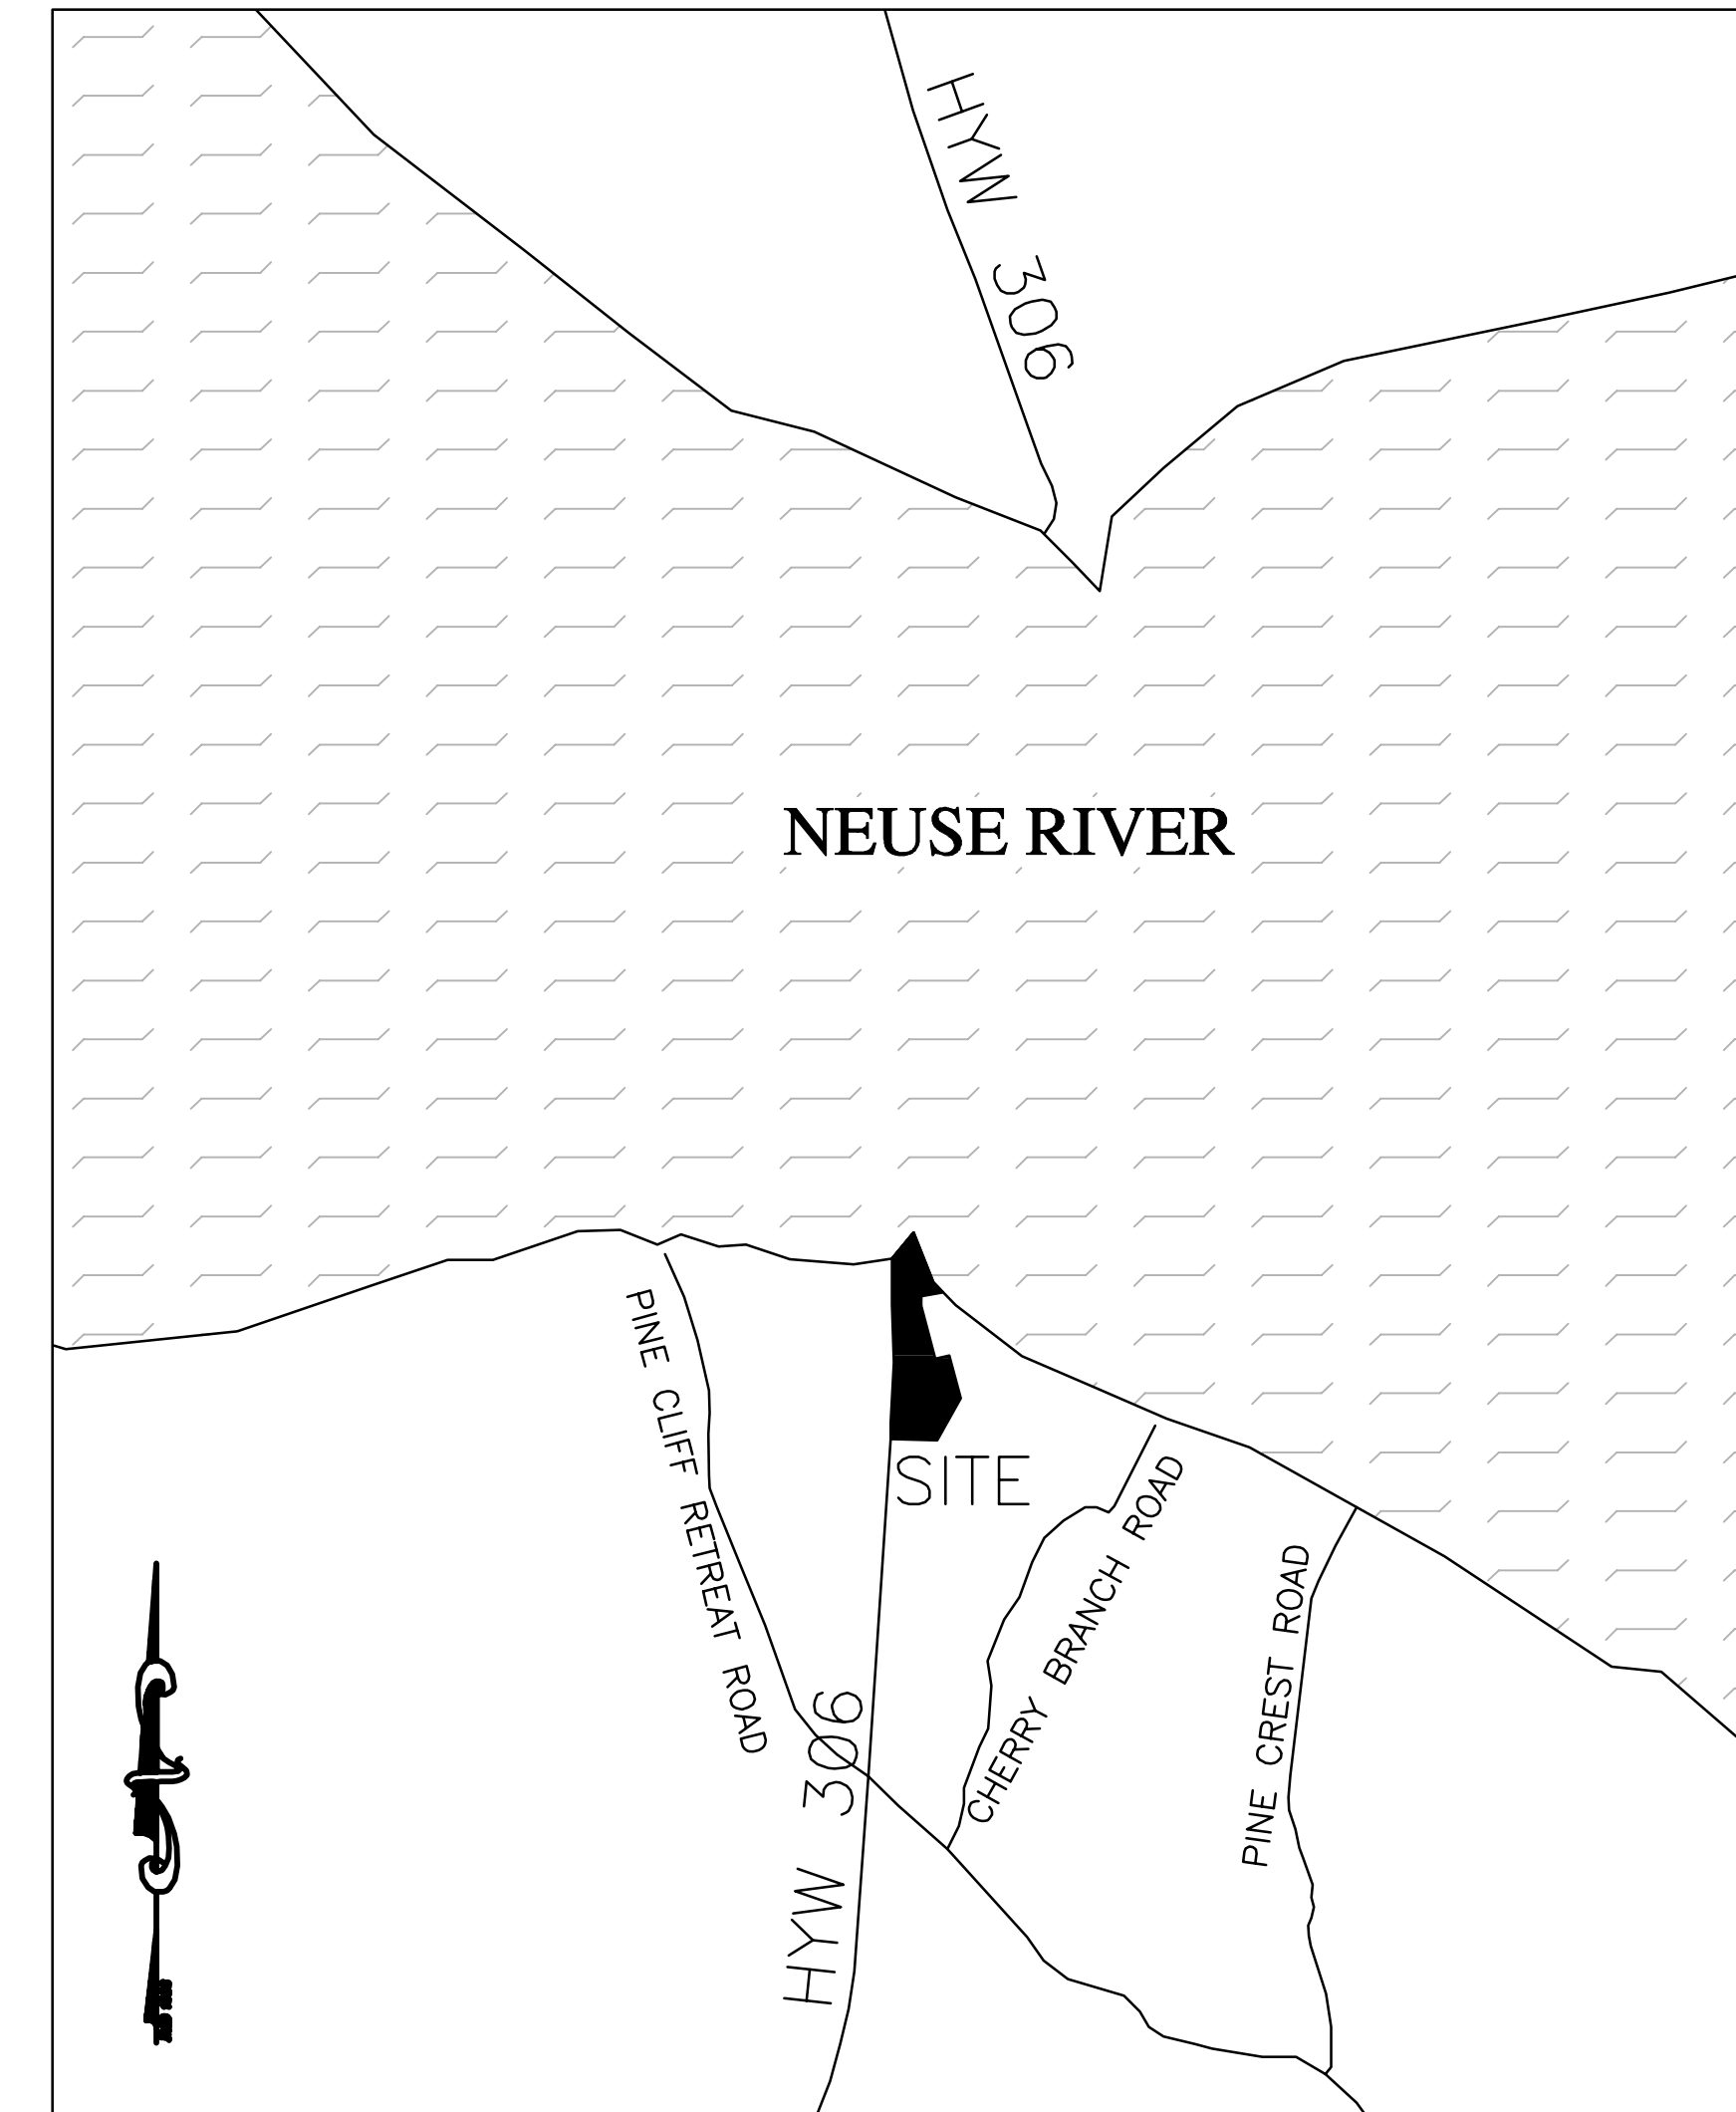 HYW 306
NEUSE RIVER
PINE CLIFF RETREAT ROAD
SITE
CHERRY BRANCH ROAD
PINE CREST ROAD
HYW 306